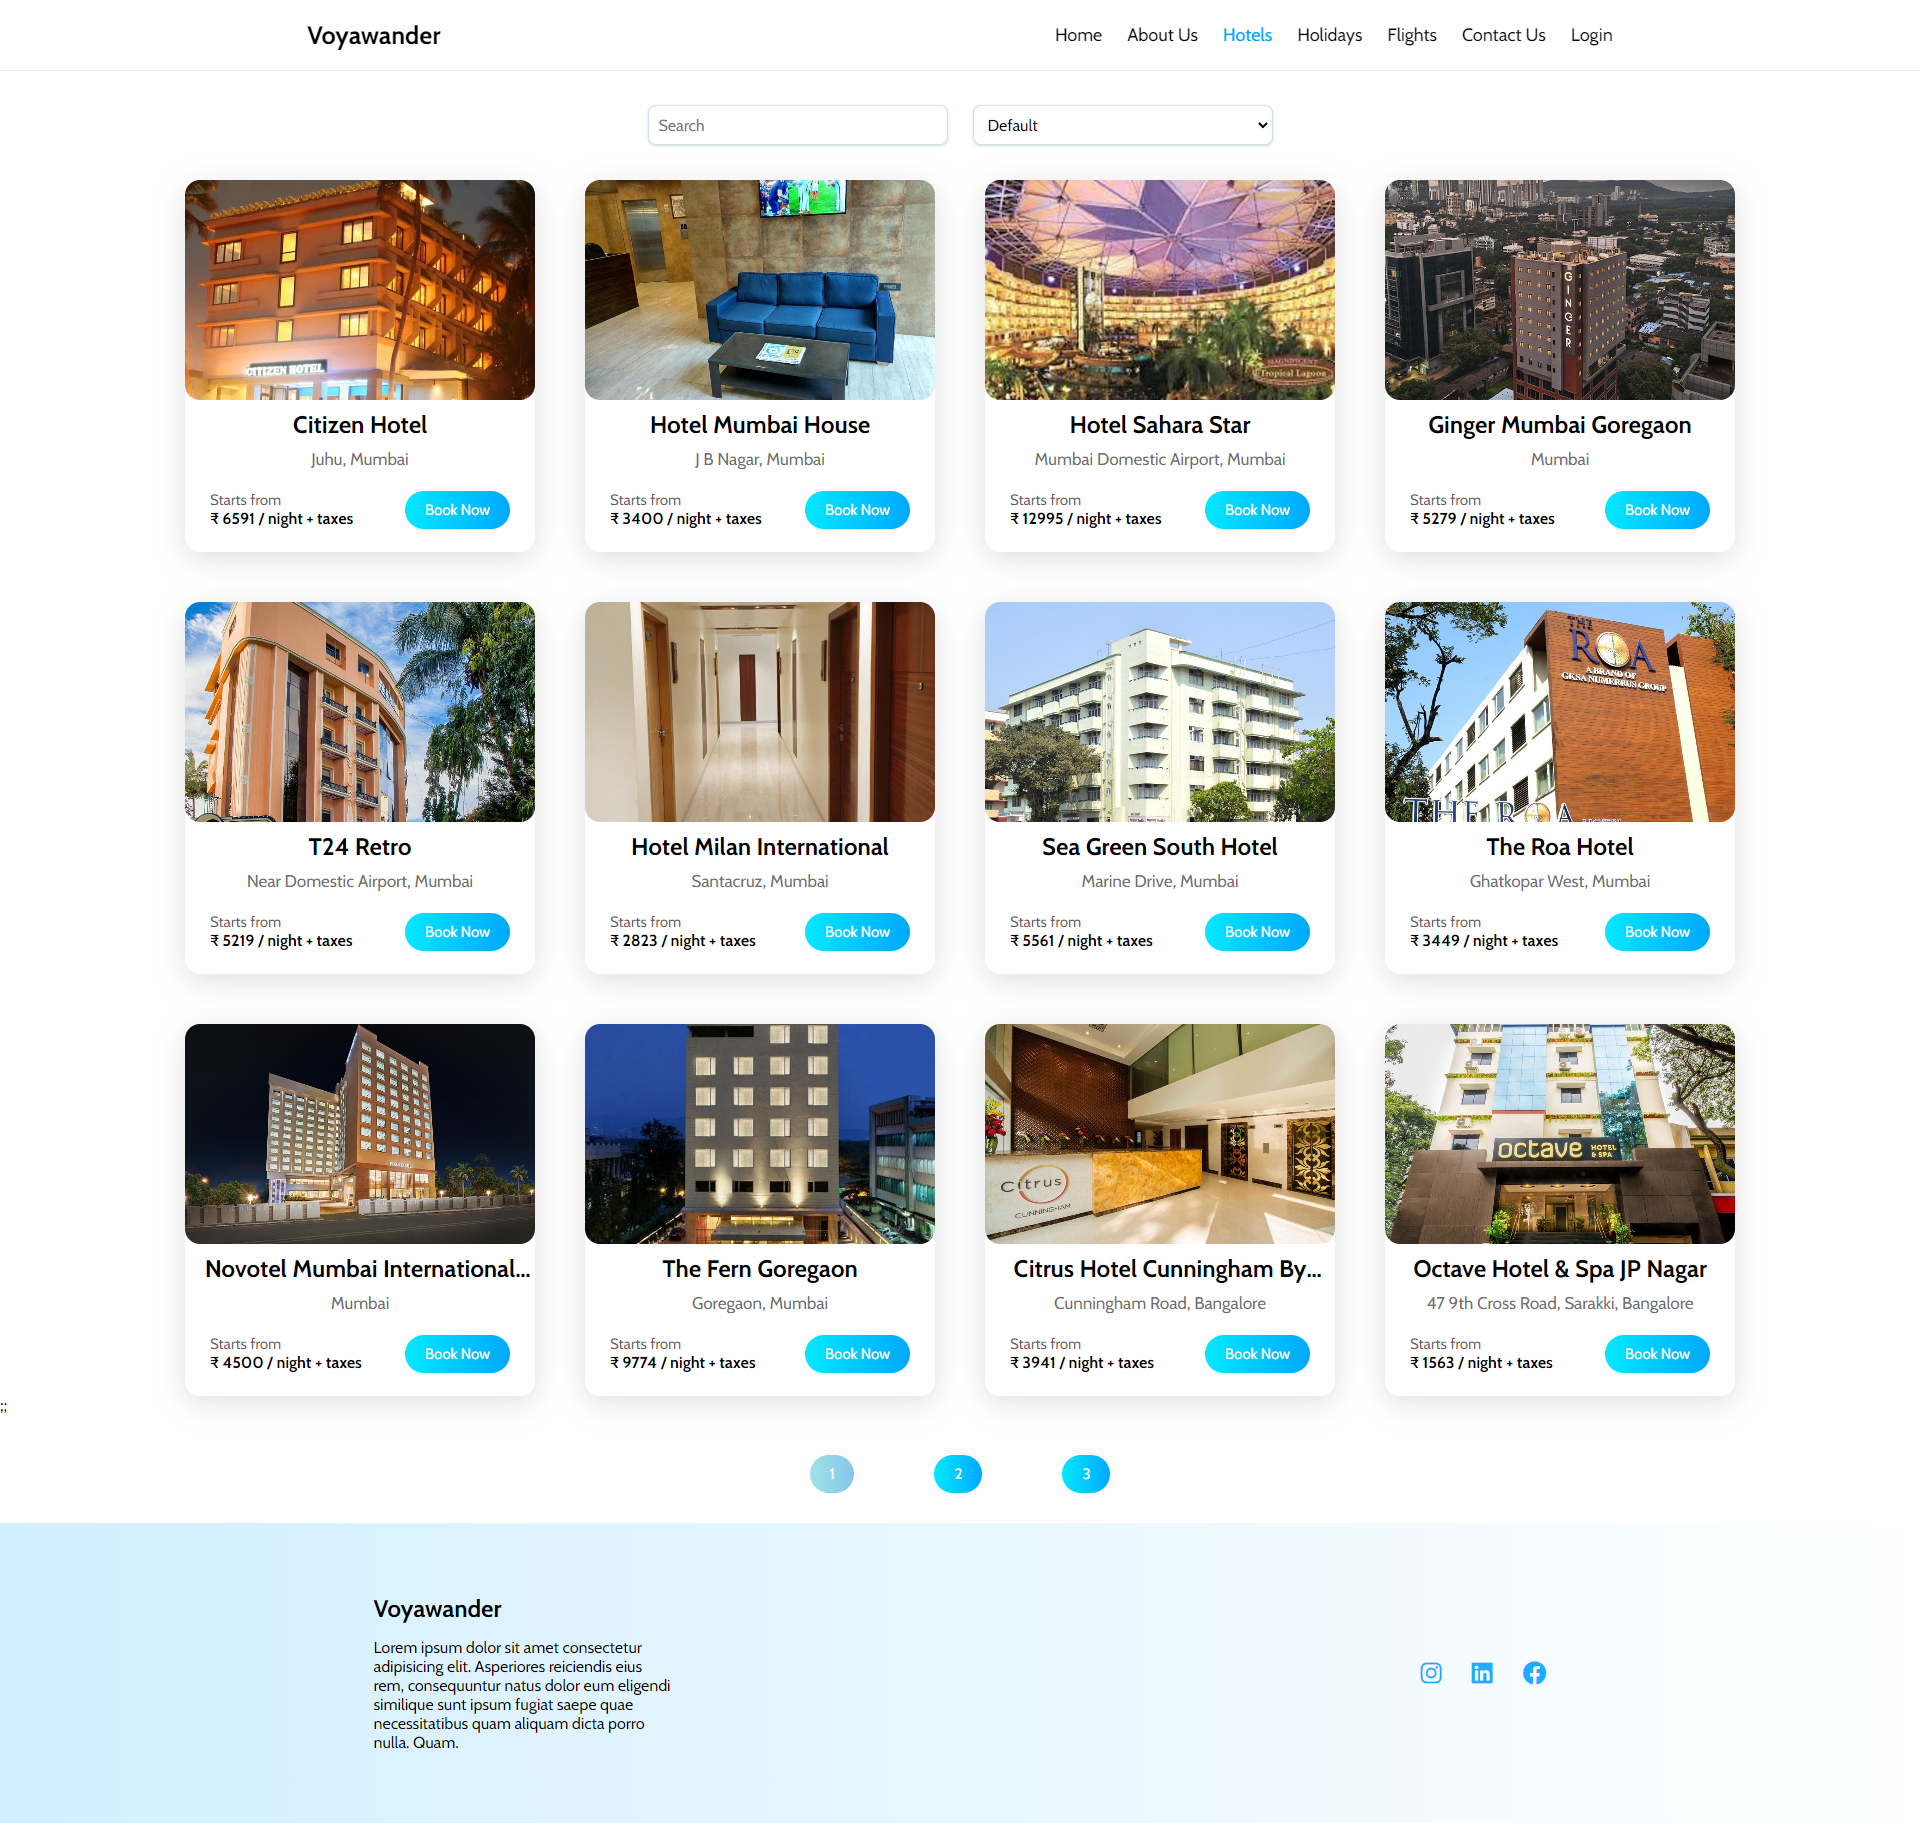 Voyawander
Home About Us Hotels Holidays Flights Contact Us Login
Search
Default
CITIZEN HOTEL
MAGNIFICENT
Tropical Lagoon
GINGER
Citizen Hotel
Juhu, Mumbai
Starts from
₹ 6591 / night + taxes
Book Now
Hotel Mumbai House
J B Nagar, Mumbai
Starts from
₹ 3400 / night + taxes
Book Now
Hotel Sahara Star
Mumbai Domestic Airport, Mumbai
Starts from
₹ 12995 / night + taxes
Book Now
Ginger Mumbai Goregaon
Mumbai
Starts from
₹ 5279 / night + taxes
Book Now
THE
ROA
A BRAND OF
GKSA NUMERRUS GROUP
THE ROA
T24 Retro
Near Domestic Airport, Mumbai
Starts from
₹ 5219 / night + taxes
Book Now
Hotel Milan International
Santacruz, Mumbai
Starts from
₹ 2823 / night + taxes
Book Now
Sea Green South Hotel
Marine Drive, Mumbai
Starts from
₹ 5561 / night + taxes
Book Now
The Roa Hotel
Ghatkopar West, Mumbai
Starts from
₹ 3449 / night + taxes
Book Now
NOVOTEL
Citrus
CUNNINGHAM
octave HOTEL
& SPA
Novotel Mumbai International...
Mumbai
Starts from
₹ 4500 / night + taxes
Book Now
The Fern Goregaon
Goregaon, Mumbai
Starts from
₹ 9774 / night + taxes
Book Now
Citrus Hotel Cunningham By...
Cunningham Road, Bangalore
Starts from
₹ 3941 / night + taxes
Book Now
Octave Hotel & Spa JP Nagar
47 9th Cross Road, Sarakki, Bangalore
Starts from
₹ 1563 / night + taxes
Book Now
;;
1 2 3
Voyawander
Lorem ipsum dolor sit amet consectetur
adipisicing elit. Asperiores reiciendis eius
rem, consequuntur natus dolor eum eligendi
similique sunt ipsum fugiat saepe quae
necessitatibus quam aliquam dicta porro
nulla. Quam.